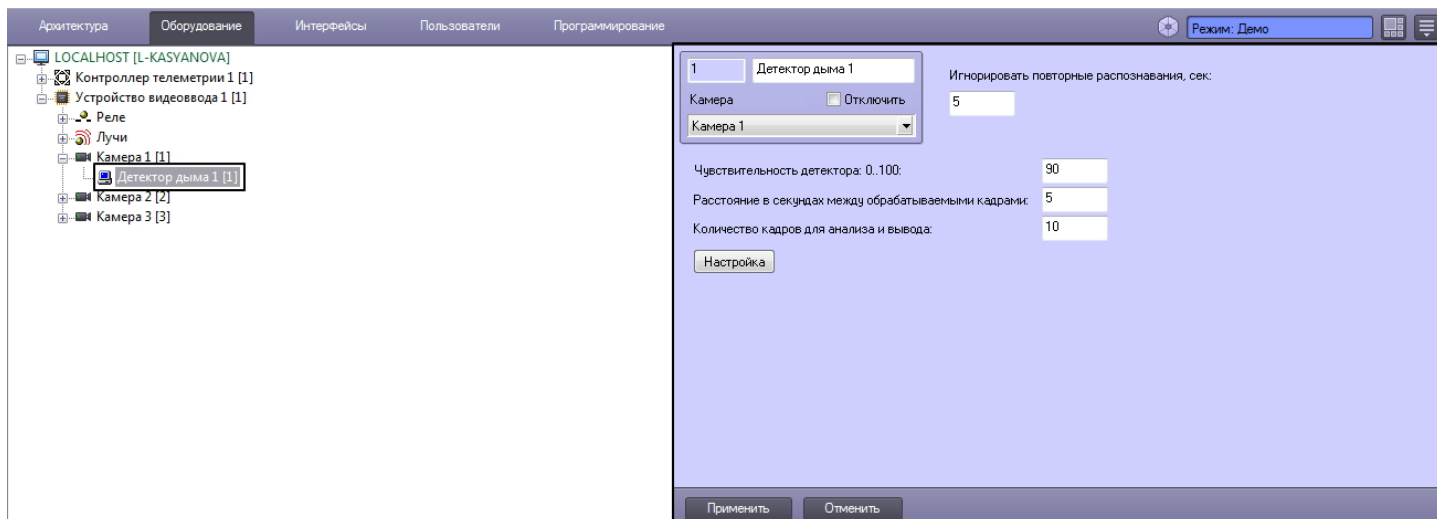 Архитектура Оборудование Интерфейсы Пользователи Программирование Режим: Демо
LOCALHOST [L-KASYANOVA]
Контроллер телеметрии 1 [1]
Устройство видеоввода 1 [1]
Реле
Лучи
Камера 1 [1]
Детектор дыма 1 [1]
Камера 2 [2]
Камера 3 [3]
1 Детектор дыма 1
Камера Отключить
Камера 1
Игнорировать повторные распознавания, сек:
5
Чувствительность детектора: 0..100: 90
Расстояние в секундах между обрабатываемыми кадрами: 5
Количество кадров для анализа и вывода: 10
Настройка
Применить Отменить